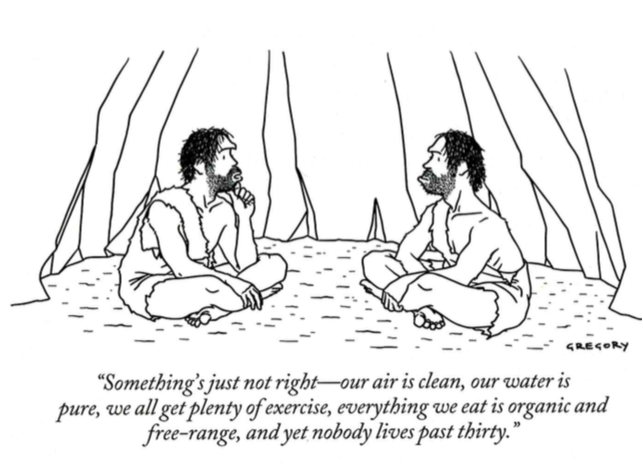 GREGORY
“Something’s just not right—our air is clean, our water is
pure, we all get plenty of exercise, everything we eat is organic and
free-range, and yet nobody lives past thirty.”